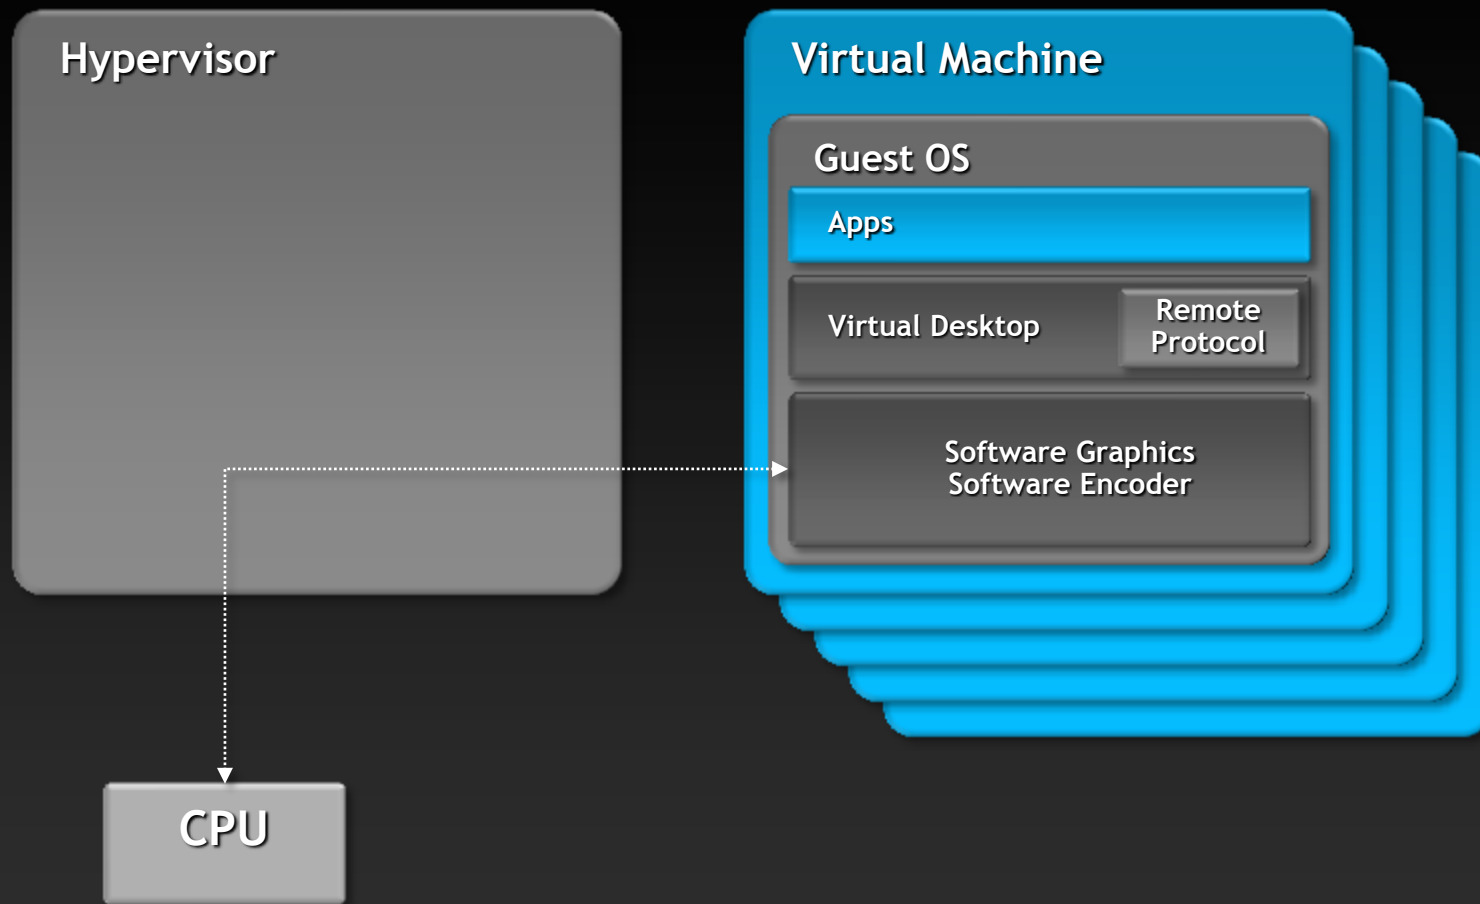 Hypervisor
Virtual Machine
Guest OS
Apps
Virtual Desktop
Remote
Protocol
Software Graphics
Software Encoder
CPU